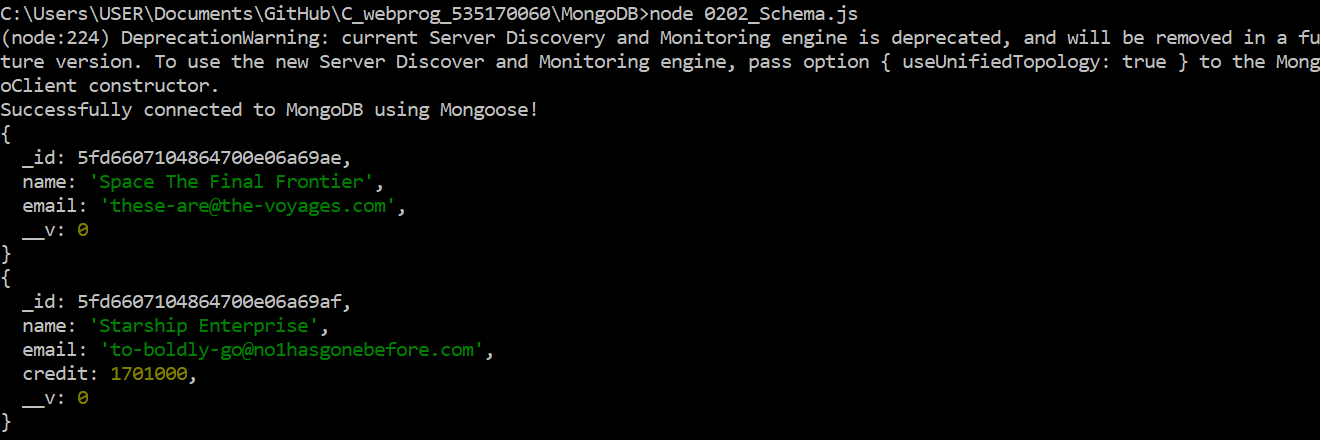 C:\Users\USER\Documents\GitHub\C_webprog_535170060\MongoDB>node 0202_Schema.js
(node:224) DeprecationWarning: current Server Discovery and Monitoring engine is deprecated, and will be removed in a fu
ture version. To use the new Server Discover and Monitoring engine, pass option { useUnifiedTopology: true } to the Mong
oClient constructor.
Successfully connected to MongoDB using Mongoose!
{
  _id: 5fd6607104864700e06a69ae,
  name: 'Space The Final Frontier',
  email: 'these-are@the-voyages.com',
  __v: 0
}
{
  _id: 5fd6607104864700e06a69af,
  name: 'Starship Enterprise',
  email: 'to-boldly-go@no1hasgonebefore.com',
  credit: 1701000,
  __v: 0
}